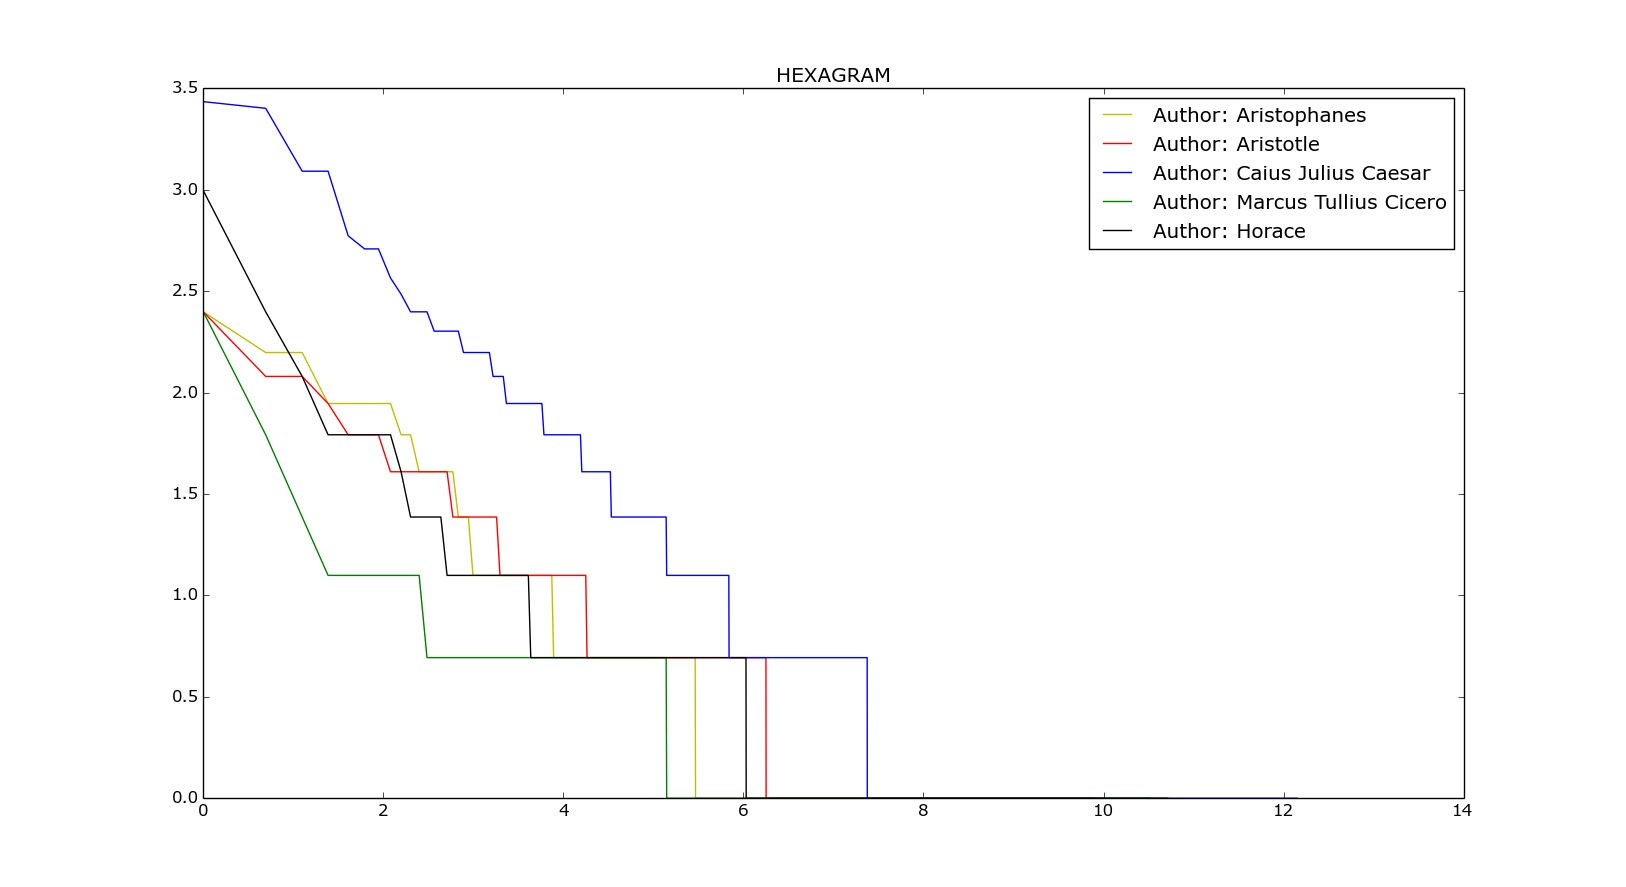 HEXAGRAM
3.5
3.0
2.5
2.0
1.5
1.0
0.5
0.0
Author: Aristophanes
Author: Aristotle
Author: Caius Julius Caesar
Author: Marcus Tullius Cicero
Author: Horace
0 2 4 6 8 10 12 14